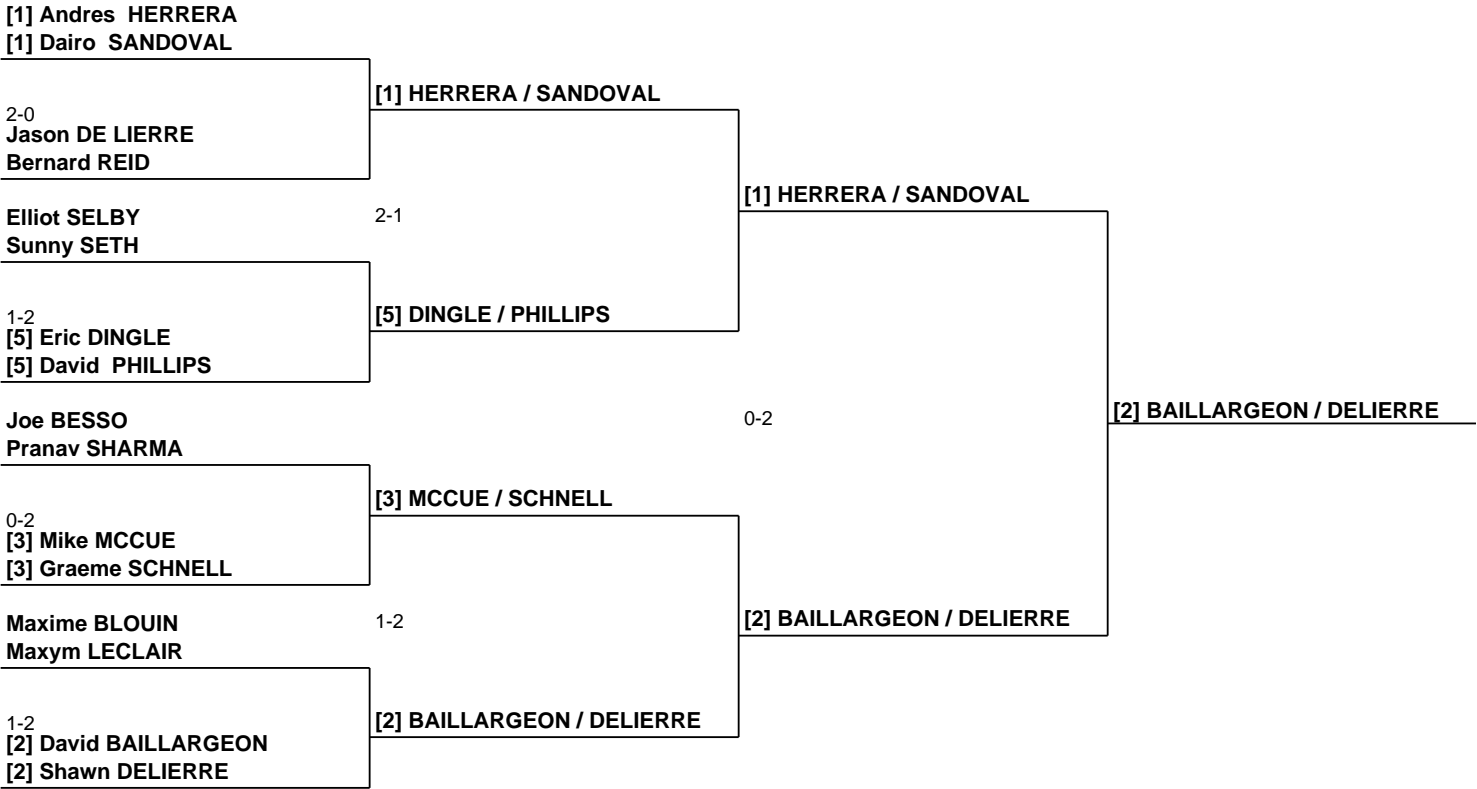 [1] Andres  HERRERA
[1] Dairo  SANDOVAL
[1] HERRERA / SANDOVAL
2-0
Jason DE LIERRE
Bernard REID
[1] HERRERA / SANDOVAL
Elliot SELBY
2-1
Sunny SETH
[5] DINGLE / PHILLIPS
1-2
[5] Eric DINGLE
[5] David  PHILLIPS
Joe BESSO
0-2
[2] BAILLARGEON / DELIERRE
Pranav SHARMA
[3] MCCUE / SCHNELL
0-2
[3] Mike MCCUE
[3] Graeme SCHNELL
Maxime BLOUIN
1-2
[2] BAILLARGEON / DELIERRE
Maxym LECLAIR
[2] BAILLARGEON / DELIERRE
1-2
[2] David BAILLARGEON
[2] Shawn DELIERRE